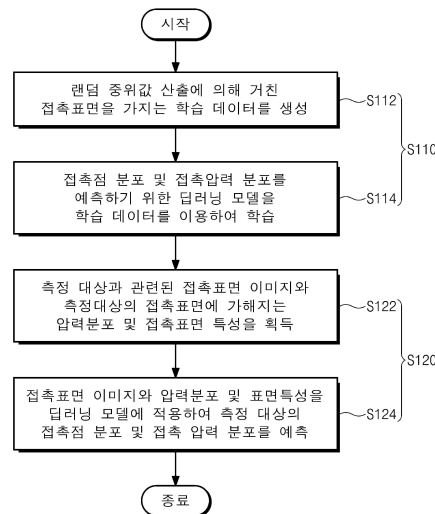 시작
랜덤 중위값 산출에 의해 거친
접촉표면을 가지는 학습 데이터를 생성
S112
S110
접촉점 분포 및 접촉압력 분포를
예측하기 위한 딥러닝 모델을
학습 데이터를 이용하여 학습
S114
측정 대상과 관련된 접촉표면 이미지와
측정대상의 접촉표면에 가해지는
압력분포 및 접촉표면 특성을 획득
S122
S120
접촉표면 이미지와 압력분포 및 표면특성을
딥러닝 모델에 적용하여 측정 대상의
접촉점 분포 및 접촉 압력 분포를 예측
S124
종료